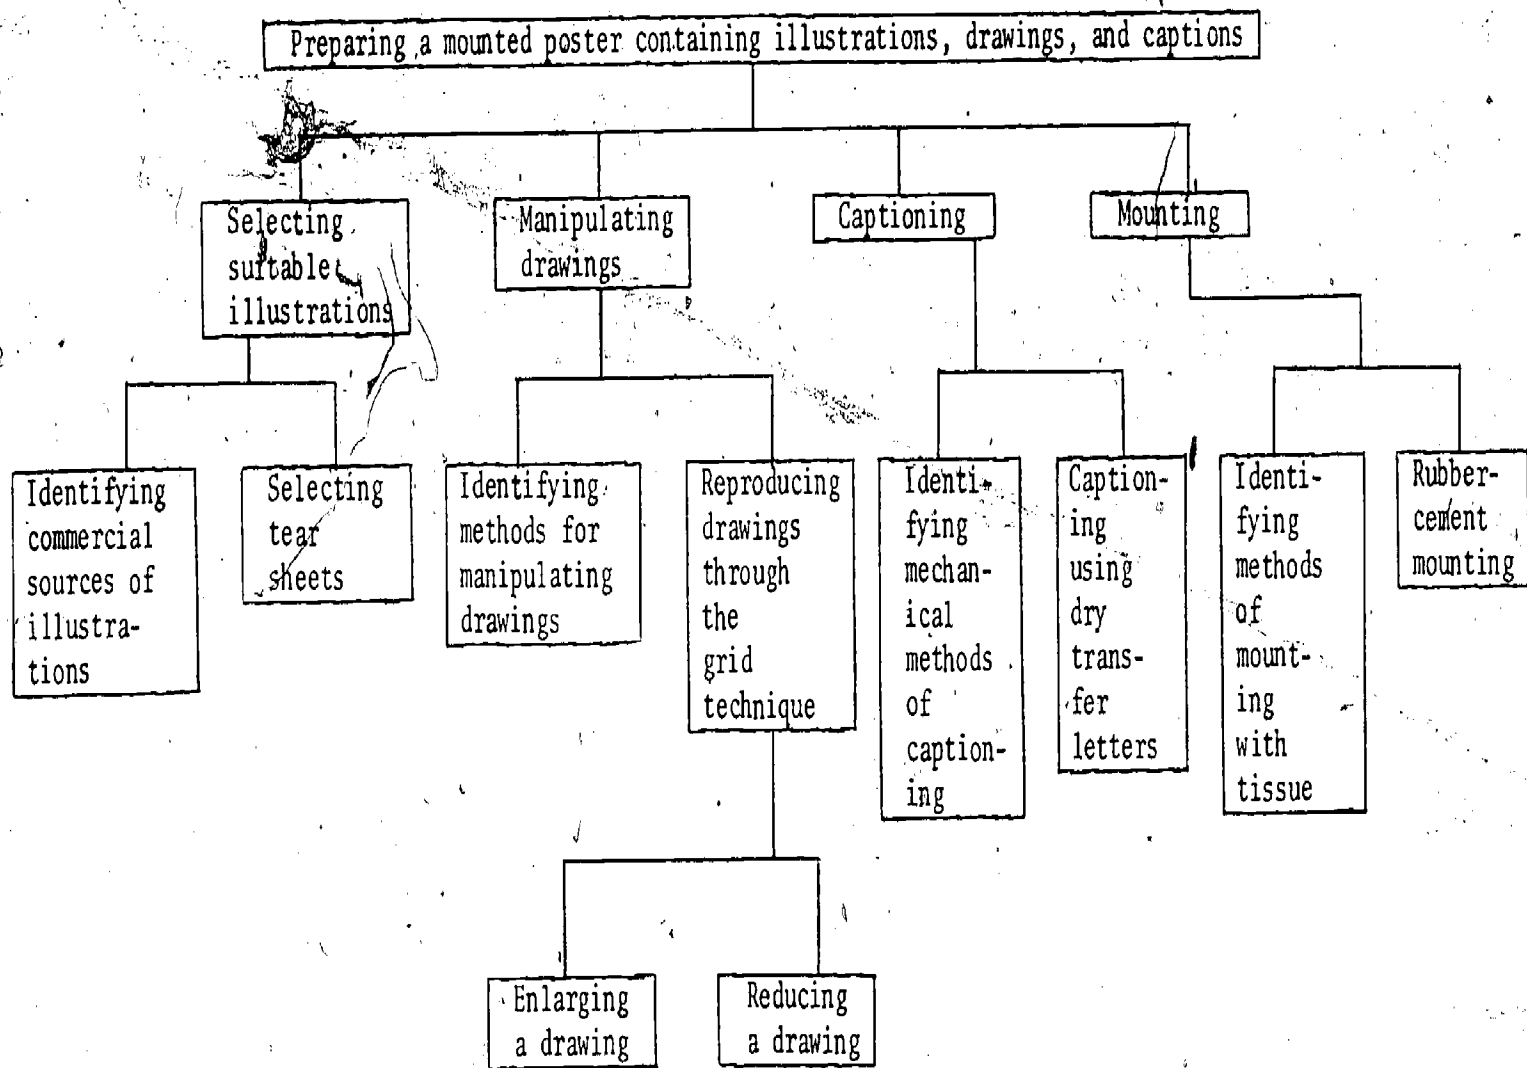 Preparing a mounted poster containing illustrations, drawings, and captions
Selecting
suitable
illustrations
Manipulating
drawings
Captioning
Mounting
Identifying
commercial
sources of
illustra-
tions
Selecting
tear
sheets
Identifying
methods for
manipulating
drawings
Reproducing
drawings
through
the
grid
technique
Identi-
fying
mechan-
ical
methods
of
caption-
ing
Caption-
ing
using
dry
trans-
fer
letters
Identi-
fying
methods
of
mount-
ing
with
tissue
Rubber-
cement
mounting
Enlarging
a drawing
Reducing
a drawing